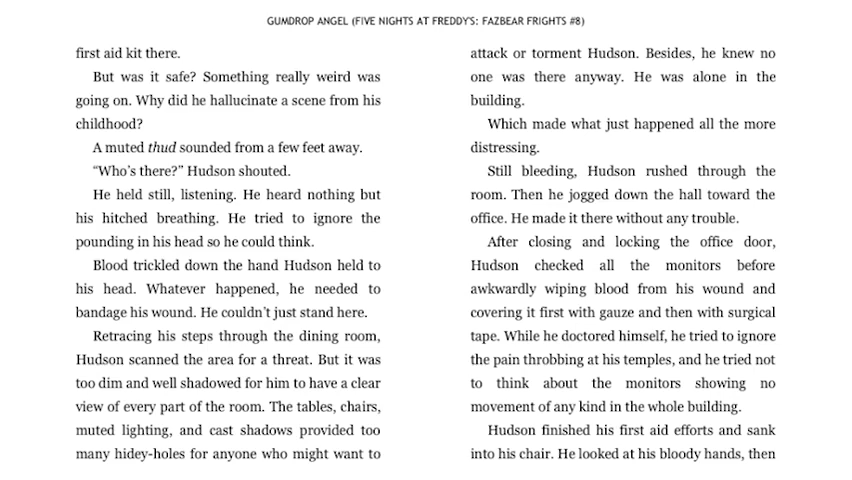 GUMDROP ANGEL (FIVE NIGHTS AT FREDDY'S: FAZBEAR FRIGHTS #8)
first aid kit there.
But was it safe? Something really weird was
going on. Why did he hallucinate a scene from his
childhood?
A muted thud sounded from a few feet away.
“Who’s there?” Hudson shouted.
He held still, listening. He heard nothing but
his hitched breathing. He tried to ignore the
pounding in his head so he could think.
Blood trickled down the hand Hudson held to
his head. Whatever happened, he needed to
bandage his wound. He couldn’t just stand here.
Retracing his steps through the dining room,
Hudson scanned the area for a threat. But it was
too dim and well shadowed for him to have a clear
view of every part of the room. The tables, chairs,
muted lighting, and cast shadows provided too
many hidey-holes for anyone who might want to
attack or torment Hudson. Besides, he knew no
one was there anyway. He was alone in the
building.
Which made what just happened all the more
distressing.
Still bleeding, Hudson rushed through the
room. Then he jogged down the hall toward the
office. He made it there without any trouble.
After closing and locking the office door,
Hudson checked all the monitors before
awkwardly wiping blood from his wound and
covering it first with gauze and then with surgical
tape. While he doctored himself, he tried to ignore
the pain throbbing at his temples, and he tried not
to think about the monitors showing no
movement of any kind in the whole building.
Hudson finished his first aid efforts and sank
into his chair. He looked at his bloody hands, then